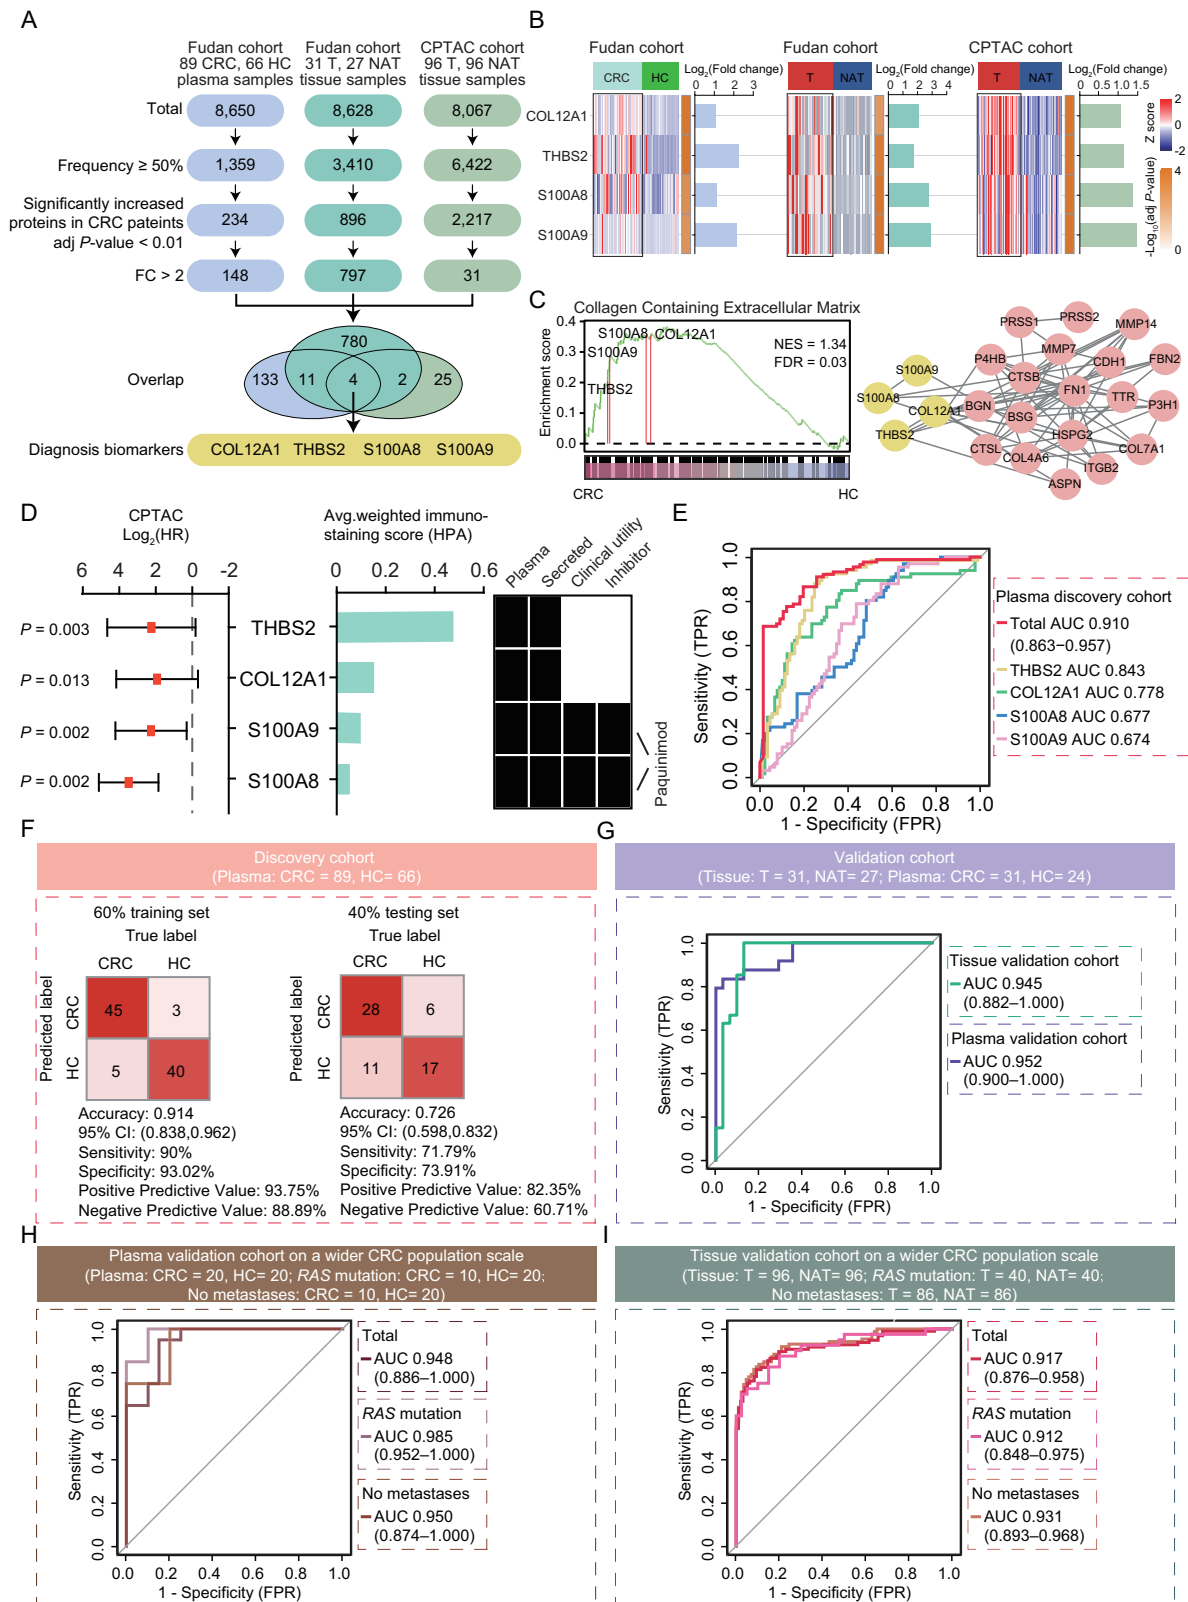 A
Fudan cohort
89 CRC, 66 HC
plasma samples
Fudan cohort
31 T, 27 NAT
tissue samples
CPTAC cohort
96 T, 96 NAT
tissue samples
Total
8,650
8,628
8,067
Frequency ≥ 50%
1,359
3,410
6,422
Significantly increased
proteins in CRC pateints
adj P-value < 0.01
234
896
2,217
FC > 2
148
797
31
Overlap
780
133
11
4
2
25
Diagnosis biomarkers
COL12A1 THBS2 S100A8 S100A9
B
Fudan cohort
CRC
HC
Log2(Fold change)
0 1 2 3
Fudan cohort
T
NAT
Log2(Fold change)
0 1 2 3 4
CPTAC cohort
T
NAT
Log2(Fold change)
0 0.5 1.0 1.5
COL12A1
THBS2
S100A8
S100A9
2
0
-2
Z score
4
0
-Log10(adj P-value)
C
Collagen Containing Extracellular Matrix
Enrichment score
0.4
0.3
0.2
0.1
0.0
S100A8 COL12A1
S100A9
THBS2
NES = 1.34
FDR = 0.03
CRC
HC
PRSS1
PRSS2
MMP14
MMP7
P4HB
CDH1
FBN2
S100A9
CTSB
S100A8
FN1
TTR
P3H1
COL12A1
BGN
BSG
THBS2
HSPG2
CTSL
COL4A6
COL7A1
ITGB2
ASPN
D
CPTAC
Log2(HR)
6 4 2 0 -2
P = 0.003
P = 0.013
P = 0.002
P = 0.002
THBS2
COL12A1
S100A9
S100A8
Avg.weighted immuno-
staining score (HPA)
0 0.2 0.4 0.6
Plasma
Secreted
Clinical utility
Inhibitor
Paquinimod
E
Sensitivity (TPR)
1.0
0.8
0.6
0.4
0.2
0.0
0.0 0.2 0.4 0.6 0.8 1.0
1 - Specificity (FPR)
Plasma discovery cohort
Total AUC 0.910
(0.863–0.957)
THBS2 AUC 0.843
COL12A1 AUC 0.778
S100A8 AUC 0.677
S100A9 AUC 0.674
F
Discovery cohort
(Plasma: CRC = 89, HC= 66)
60% training set
True label
CRC
HC
Predicted label
CRC
HC
45
3
5
40
Accuracy: 0.914
95% CI: (0.838,0.962)
Sensitivity: 90%
Specificity: 93.02%
Positive Predictive Value: 93.75%
Negative Predictive Value: 88.89%
40% testing set
True label
CRC
HC
Predicted label
CRC
HC
28
6
11
17
Accuracy: 0.726
95% CI: (0.598,0.832)
Sensitivity: 71.79%
Specificity: 73.91%
Positive Predictive Value: 82.35%
Negative Predictive Value: 60.71%
G
Validation cohort
(Tissue: T = 31, NAT= 27; Plasma: CRC = 31, HC= 24)
Sensitivity (TPR)
1.0
0.8
0.6
0.4
0.2
0.0
0.0 0.2 0.4 0.6 0.8 1.0
1 - Specificity (FPR)
Tissue validation cohort
AUC 0.945
(0.882–1.000)
Plasma validation cohort
AUC 0.952
(0.900–1.000)
H
Plasma validation cohort on a wider CRC population scale
(Plasma: CRC = 20, HC= 20; RAS mutation: CRC = 10, HC= 20;
No metastases: CRC = 10, HC= 20)
Sensitivity (TPR)
1.0
0.8
0.6
0.4
0.2
0.0
0.0 0.2 0.4 0.6 0.8 1.0
1 - Specificity (FPR)
Total
AUC 0.948
(0.886–1.000)
RAS mutation
AUC 0.985
(0.952–1.000)
No metastases
AUC 0.950
(0.874–1.000)
I
Tissue validation cohort on a wider CRC population scale
(Tissue: T = 96, NAT= 96; RAS mutation: T = 40, NAT= 40;
No metastases: T = 86, NAT = 86)
Sensitivity (TPR)
1.0
0.8
0.6
0.4
0.2
0.0
0.0 0.2 0.4 0.6 0.8 1.0
1 - Specificity (FPR)
Total
AUC 0.917
(0.876–0.958)
RAS mutation
AUC 0.912
(0.848–0.975)
No metastases
AUC 0.931
(0.893–0.968)